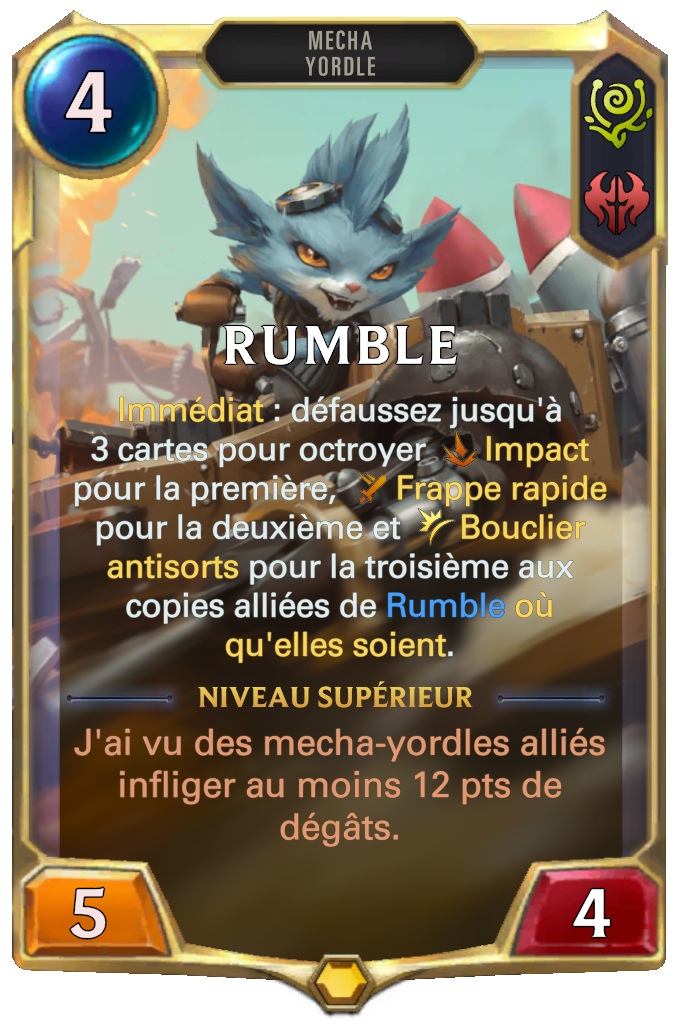 4
MECHA
YORDLE
RUMBLE
Immédiat : défaussez jusqu'à
3 cartes pour octroyer Impact
pour la première, Frappe rapide
pour la deuxième et Bouclier
antisorts pour la troisième aux
copies alliées de Rumble où
qu'elles soient.
NIVEAU SUPÉRIEUR
J'ai vu des mecha-yordles alliés
infliger au moins 12 pts de
dégâts.
5
4